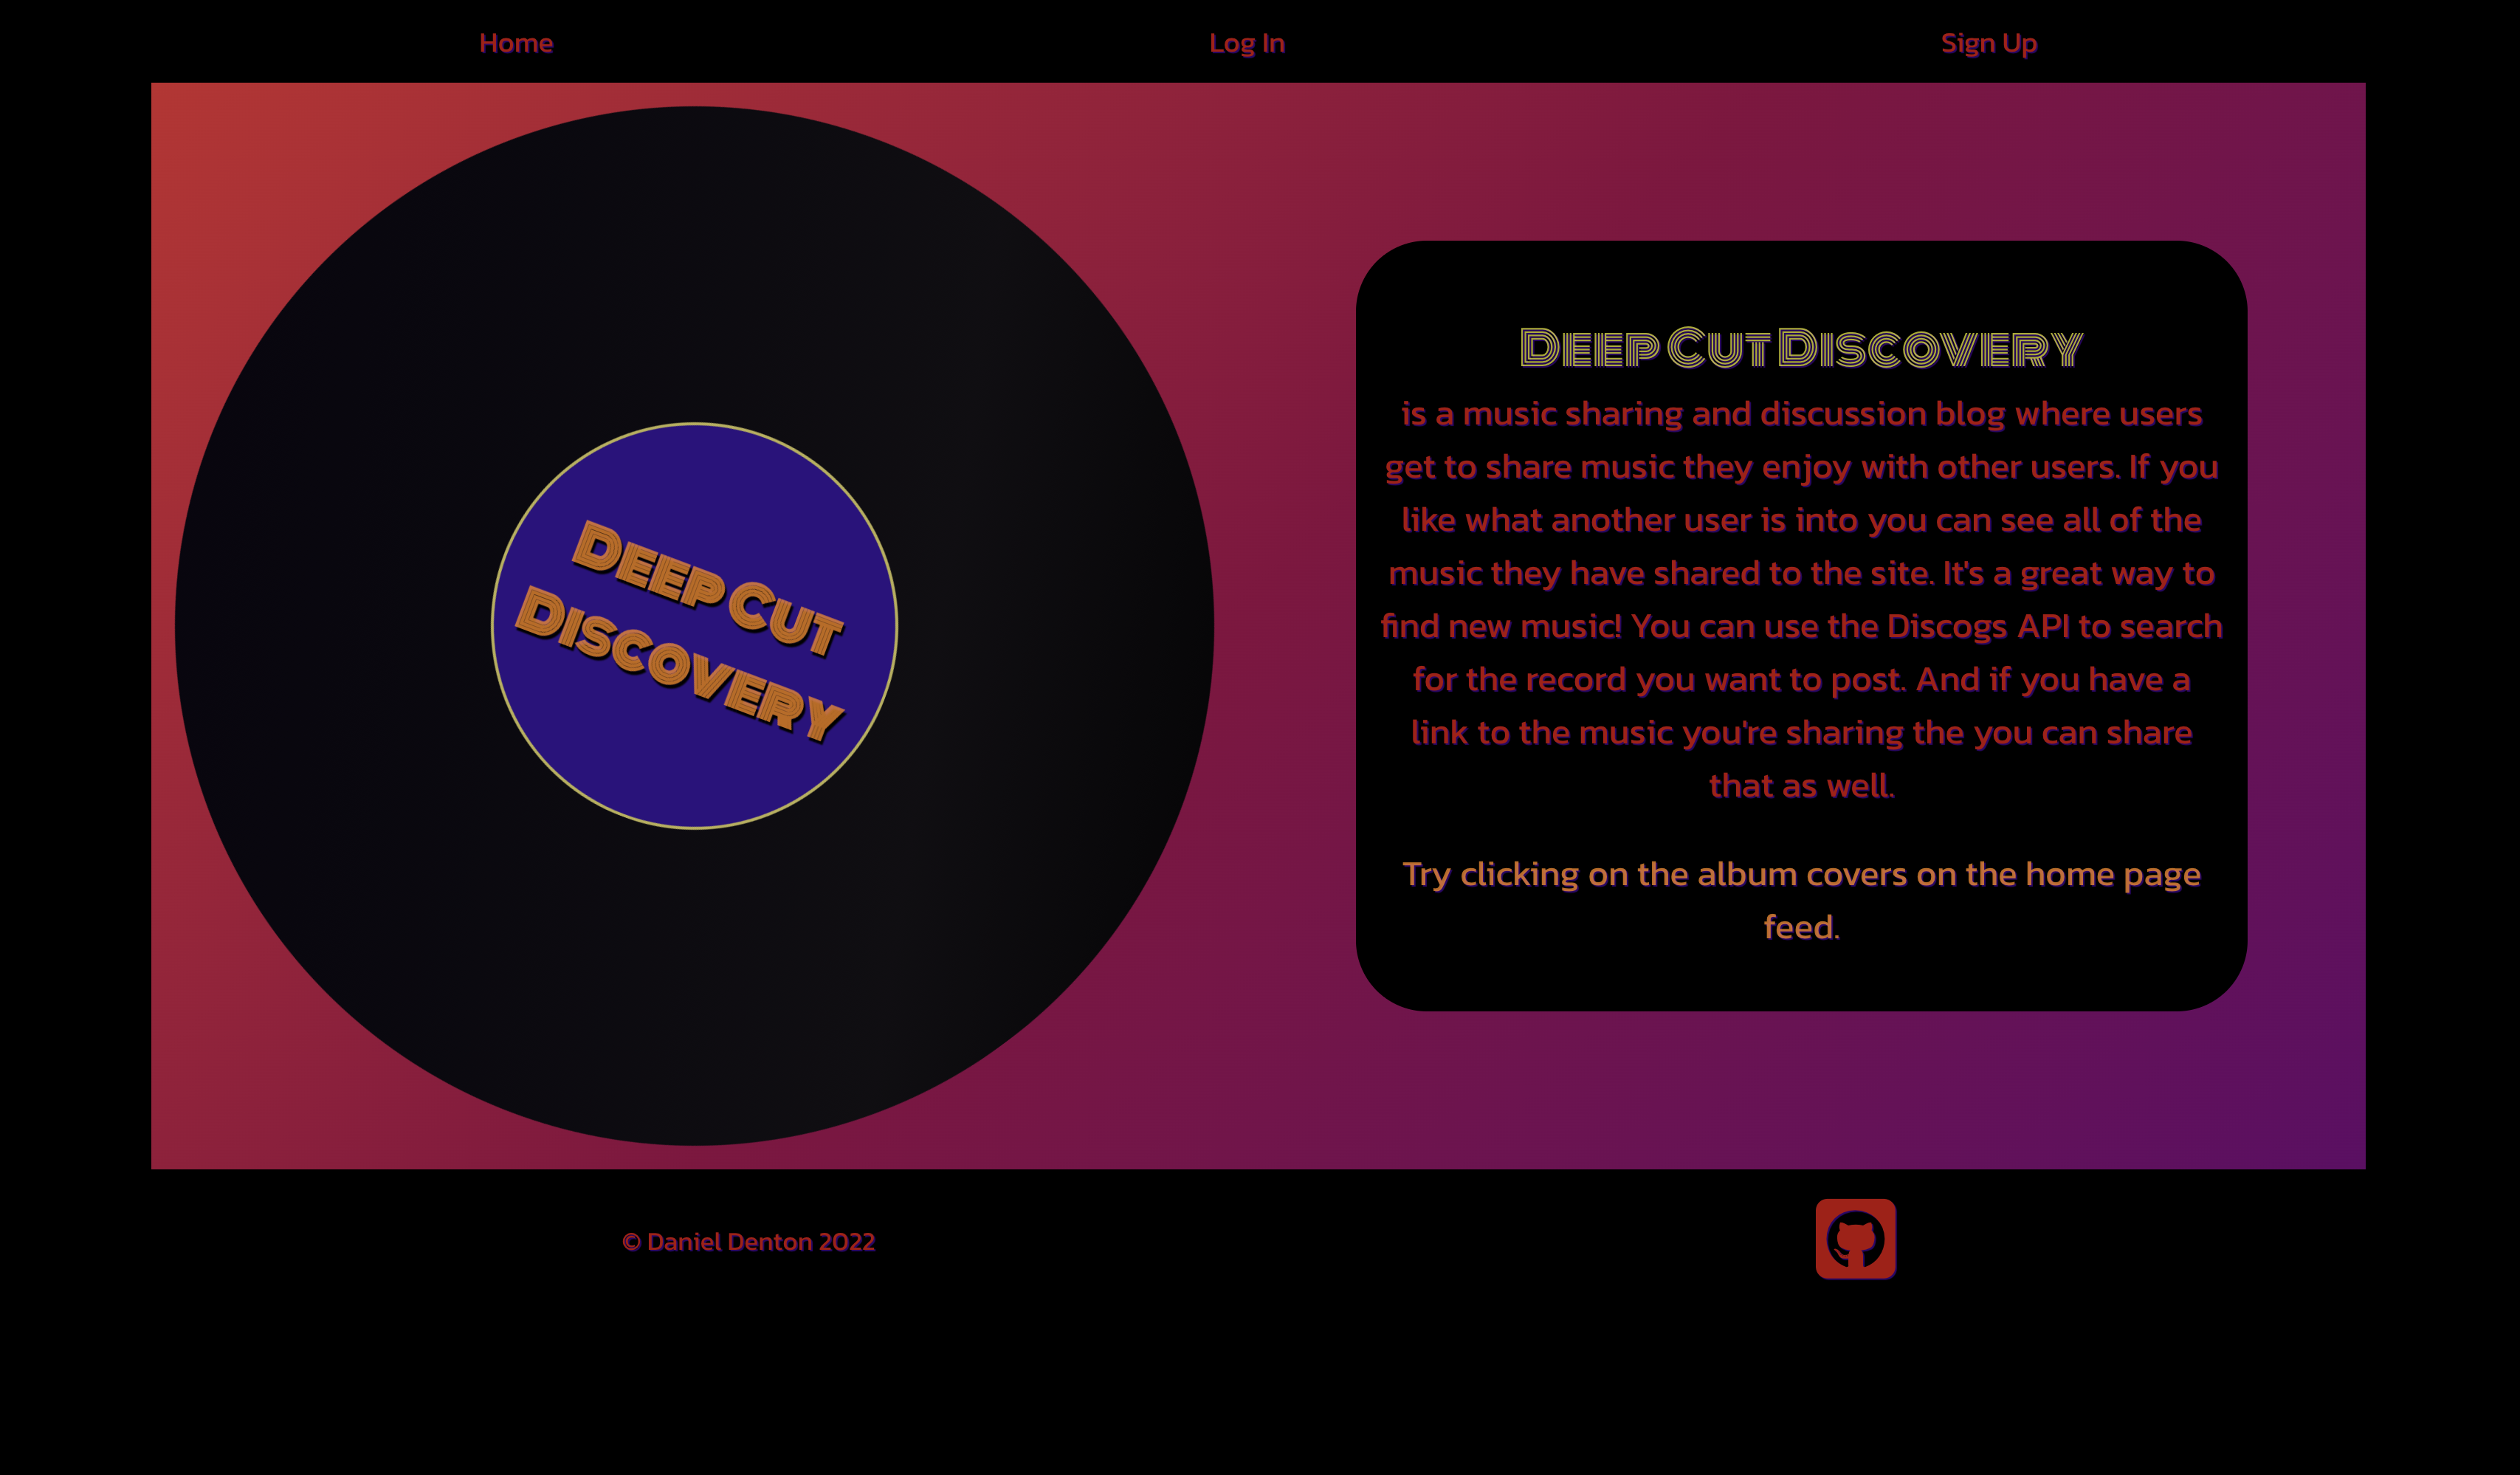 Home
Log In
Sign Up
Deep Cut
Discovery
Deep Cut Discovery
is a music sharing and discussion blog where users
get to share music they enjoy with other users. If you
like what another user is into you can see all of the
music they have shared to the site. It's a great way to
find new music! You can use the Discogs API to search
for the record you want to post. And if you have a
link to the music you're sharing the you can share
that as well.
Try clicking on the album covers on the home page
feed.
© Daniel Denton 2022